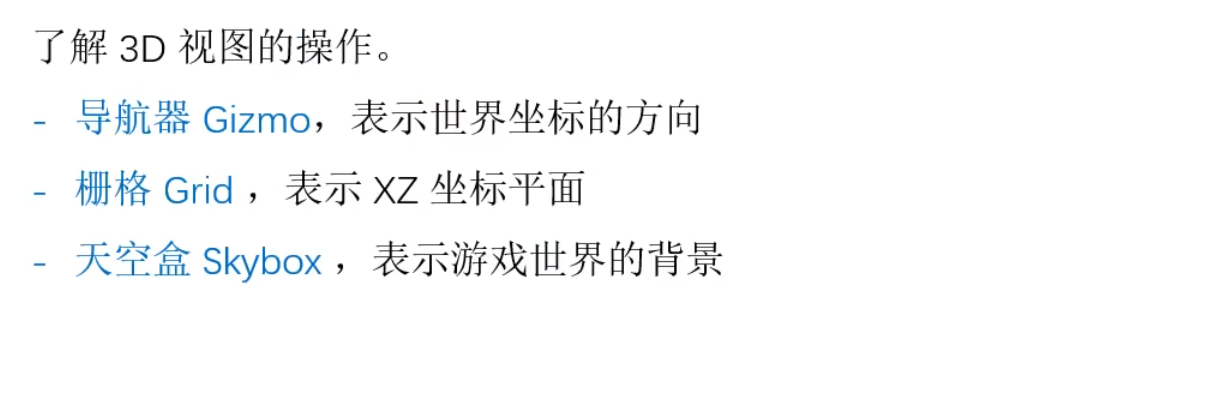 了解 3D 视图的操作。
- 导航器 Gizmo，表示世界坐标的方向
- 栅格 Grid ，表示 XZ 坐标平面
- 天空盒 Skybox ，表示游戏世界的背景